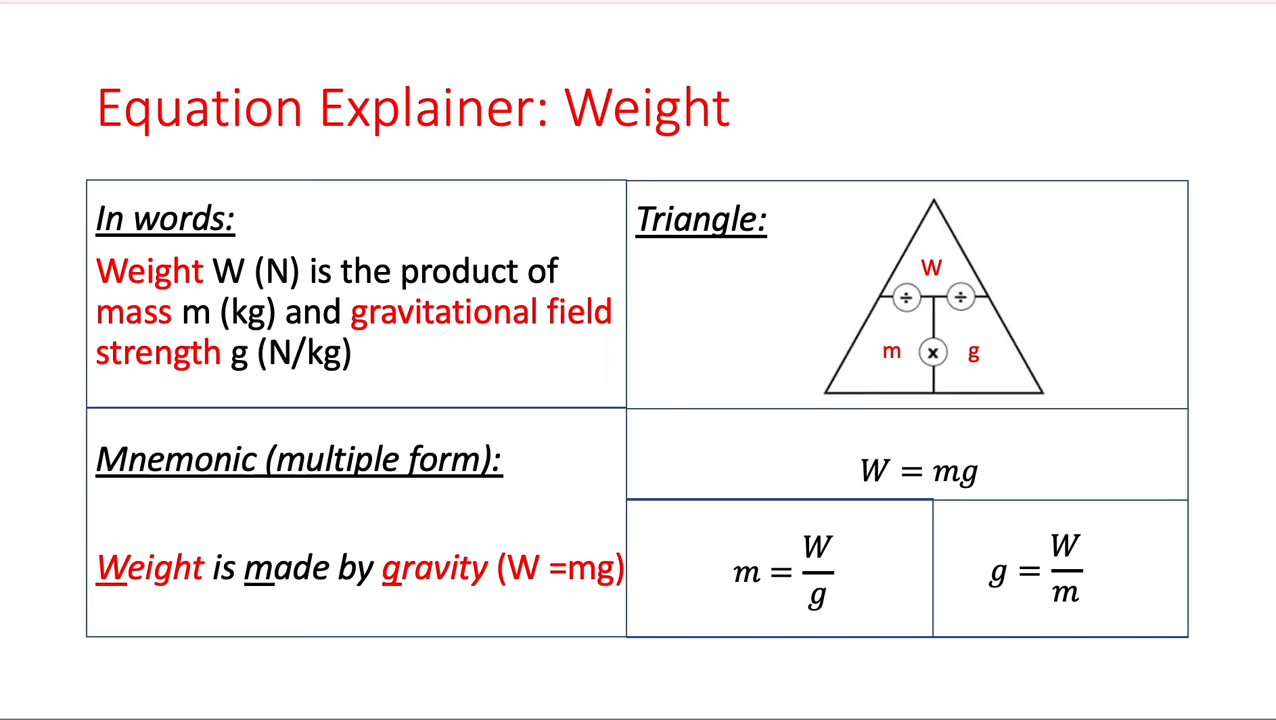 Equation Explainer: Weight
In words:
Weight W (N) is the product of
mass m (kg) and gravitational field
strength g (N/kg)
Triangle:
W
÷ ÷
m x g
Mnemonic (multiple form):
Weight is made by gravity (W =mg)
W = mg
m = W/g
g = W/m